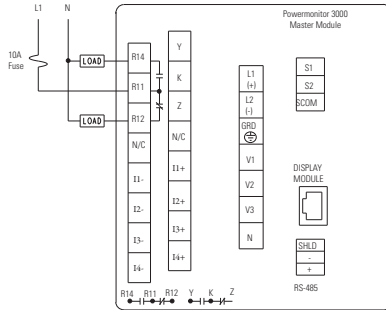 L1 N
Powermonitor 3000
Master Module
10A
Fuse
LOAD
LOAD
R14
R11
R12
N/C
I1-
I2-
I3-
I4-
Y
K
Z
N/C
I1+
I2+
I3+
I4+
L1
(+)
L2
(-)
GRD
V1
V2
V3
N
S1
S2
SCOM
DISPLAY
MODULE
SHLD
-
+
RS-485
R14 R11 R12 Y K Z